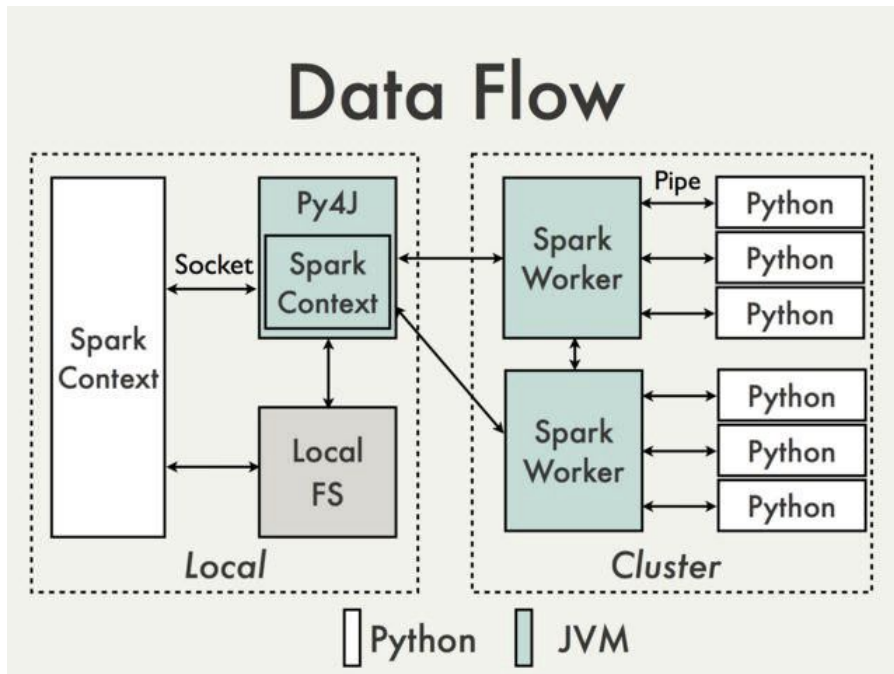 Data Flow
Spark
Context
Socket
Py4J
Spark
Context
Local
FS
Local
Spark
Worker
Pipe
Python
Python
Python
Spark
Worker
Python
Python
Python
Cluster
Python
JVM